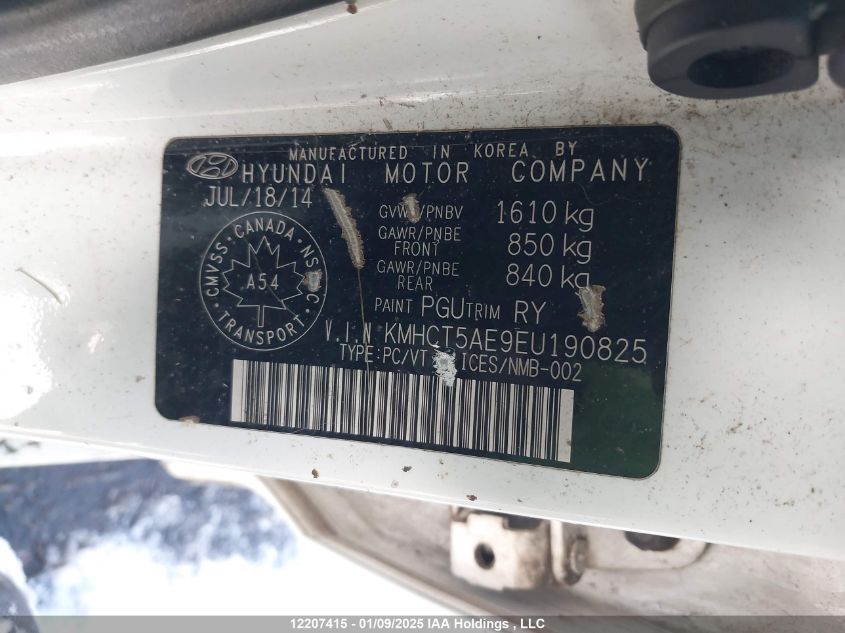 MANUFACTURED IN KOREA BY
HYUNDAI MOTOR COMPANY
JUL/18/14
GVW /PNBV 1610 kg
GAWR/PNBE
FRONT 850 kg
GAWR/PNBE
REAR 840 kg
CMVSS · CANADA · NS C
A54
· TRANSPORT ·
PAINT PGU TRIM RY
V.I.N KMHCT5AE9EU190825
TYPE:PC/VT ICES/NMB-002
12207415 - 01/09/2025 IAA Holdings , LLC